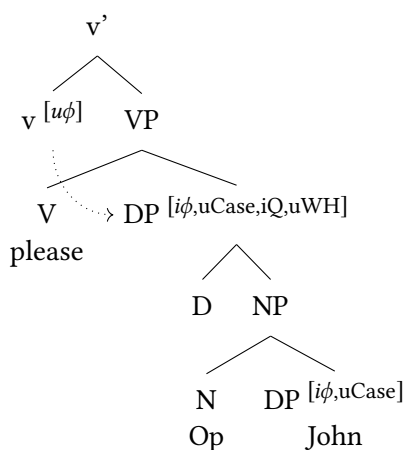 v’
v [uϕ] VP
V DP [iϕ,uCase,iQ,uWH]
please
D NP
N DP [iϕ,uCase]
Op John